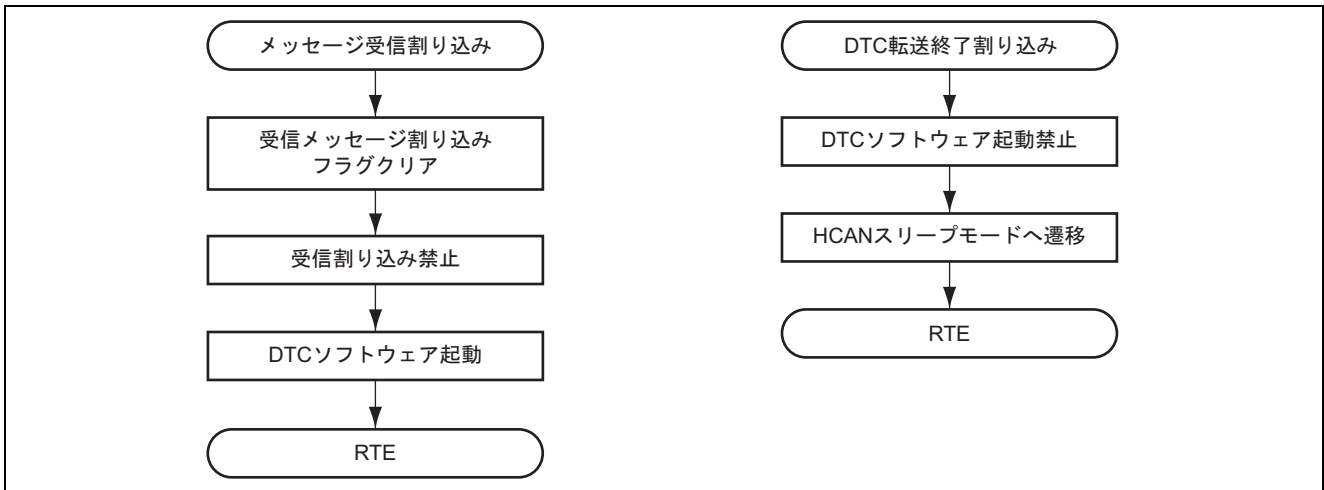 メッセージ受信割り込み
受信メッセージ割り込み
フラグクリア
受信割り込み禁止
DTCソフトウェア起動
RTE
DTC転送終了割り込み
DTCソフトウェア起動禁止
HCANスリープモードへ遷移
RTE